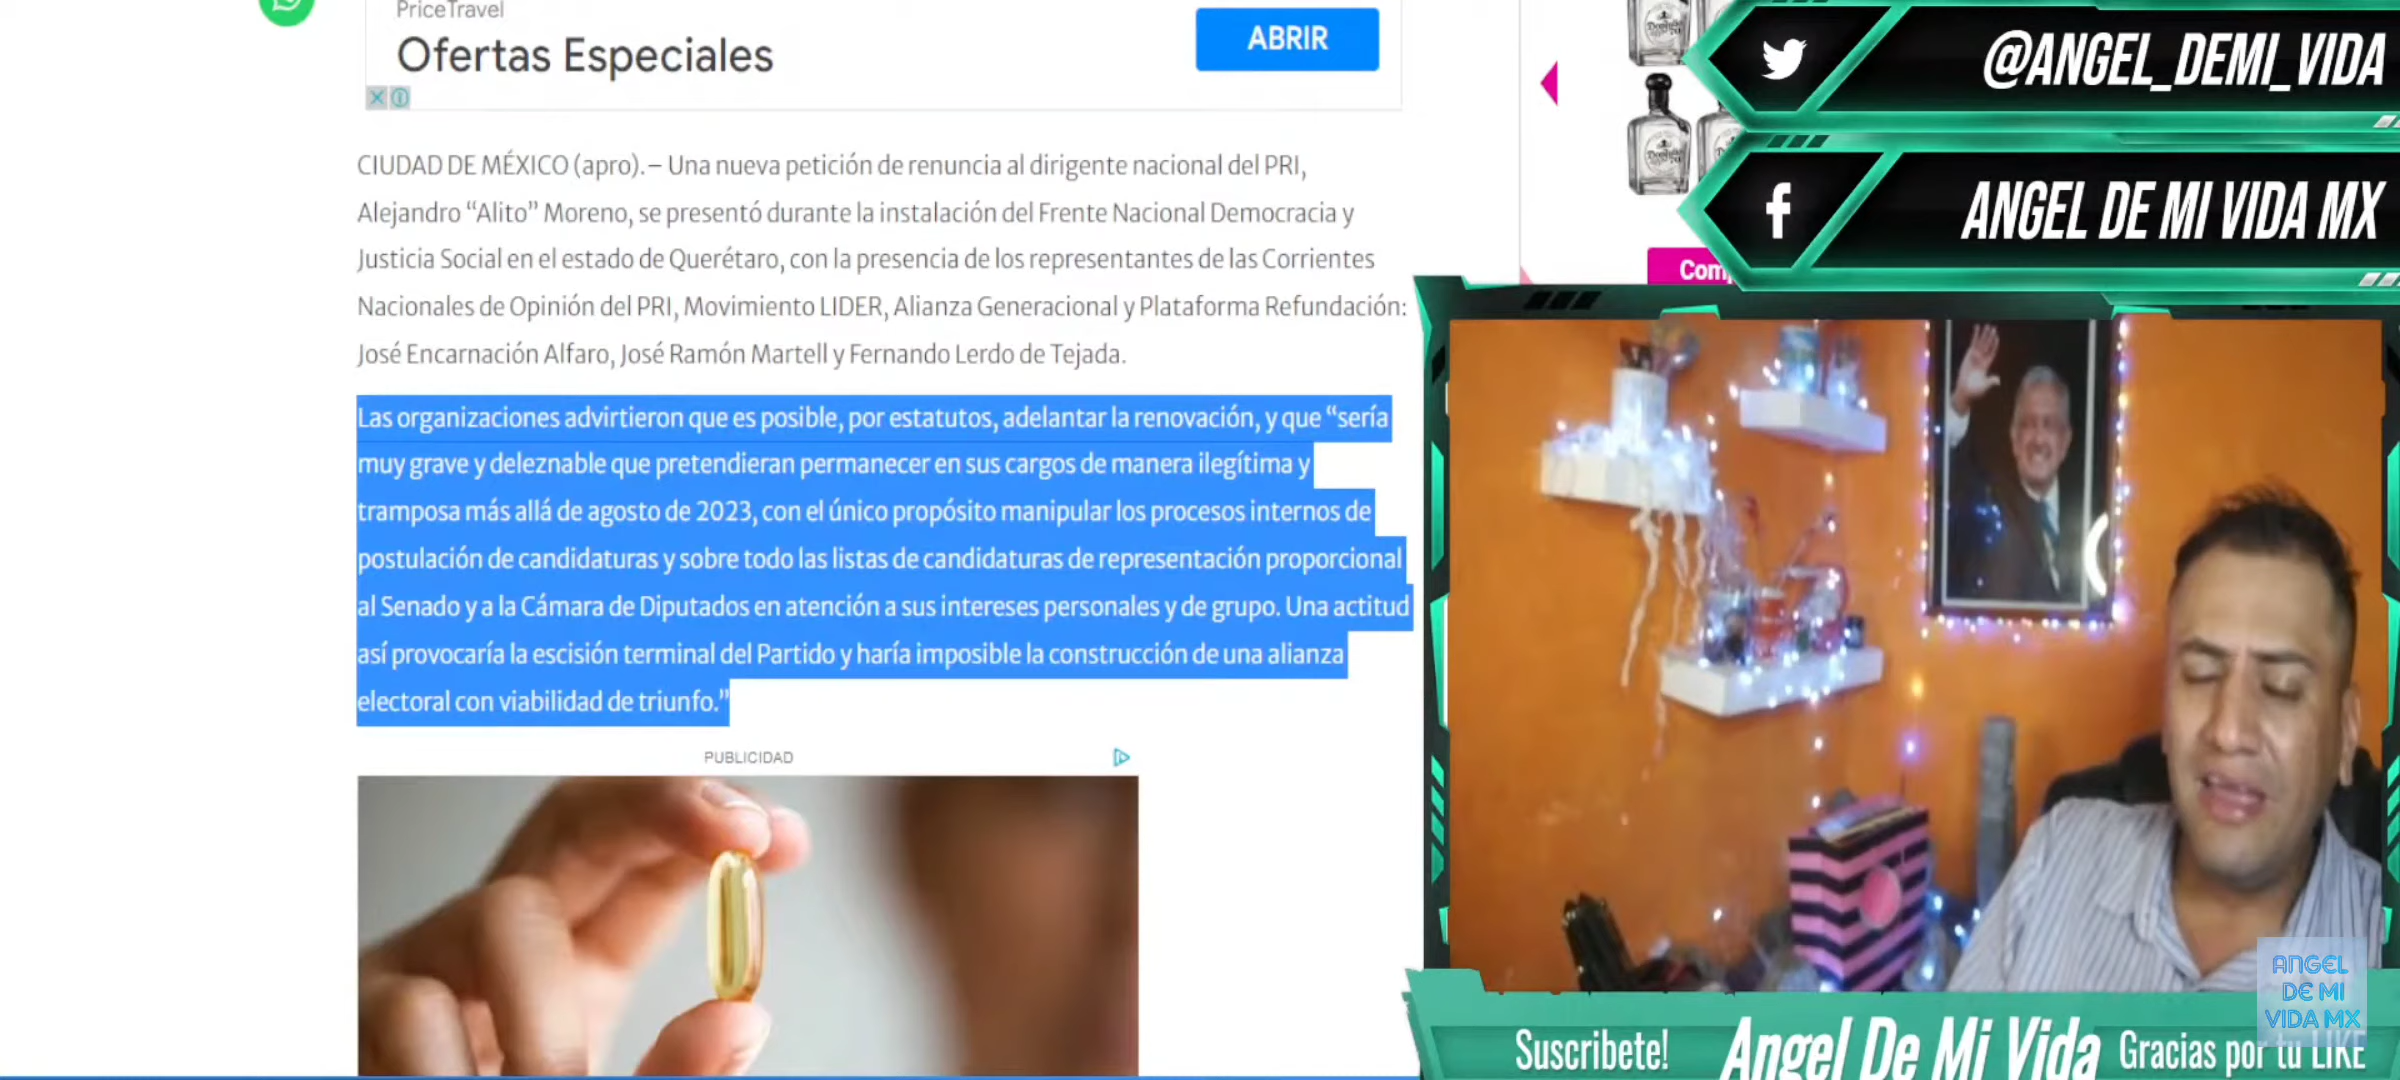 PriceTravel
Ofertas Especiales
ABRIR
CIUDAD DE MÉXICO (apro).– Una nueva petición de renuncia al dirigente nacional del PRI,
Alejandro “Alito” Moreno, se presentó durante la instalación del Frente Nacional Democracia y
Justicia Social en el estado de Querétaro, con la presencia de los representantes de las Corrientes
Nacionales de Opinión del PRI, Movimiento LIDER, Alianza Generacional y Plataforma Refundación:
José Encarnación Alfaro, José Ramón Martell y Fernando Lerdo de Tejada.
Las organizaciones advirtieron que es posible, por estatutos, adelantar la renovación, y que “sería
muy grave y deleznable que pretendieran permanecer en sus cargos de manera ilegítima y
tramposa más allá de agosto de 2023, con el único propósito manipular los procesos internos de
postulación de candidaturas y sobre todo las listas de candidaturas de representación proporcional
al Senado y a la Cámara de Diputados en atención a sus intereses personales y de grupo. Una actitud
así provocaría la escisión terminal del Partido y haría imposible la construcción de una alianza
electoral con viabilidad de triunfo.”
PUBLICIDAD
@ANGEL_DEMI_VIDA
ANGEL DE MI VIDA MX
Com
ANGEL
DE MI
VIDA MX
Suscribete!
Angel De Mi Vida
Gracias por tu LIKE